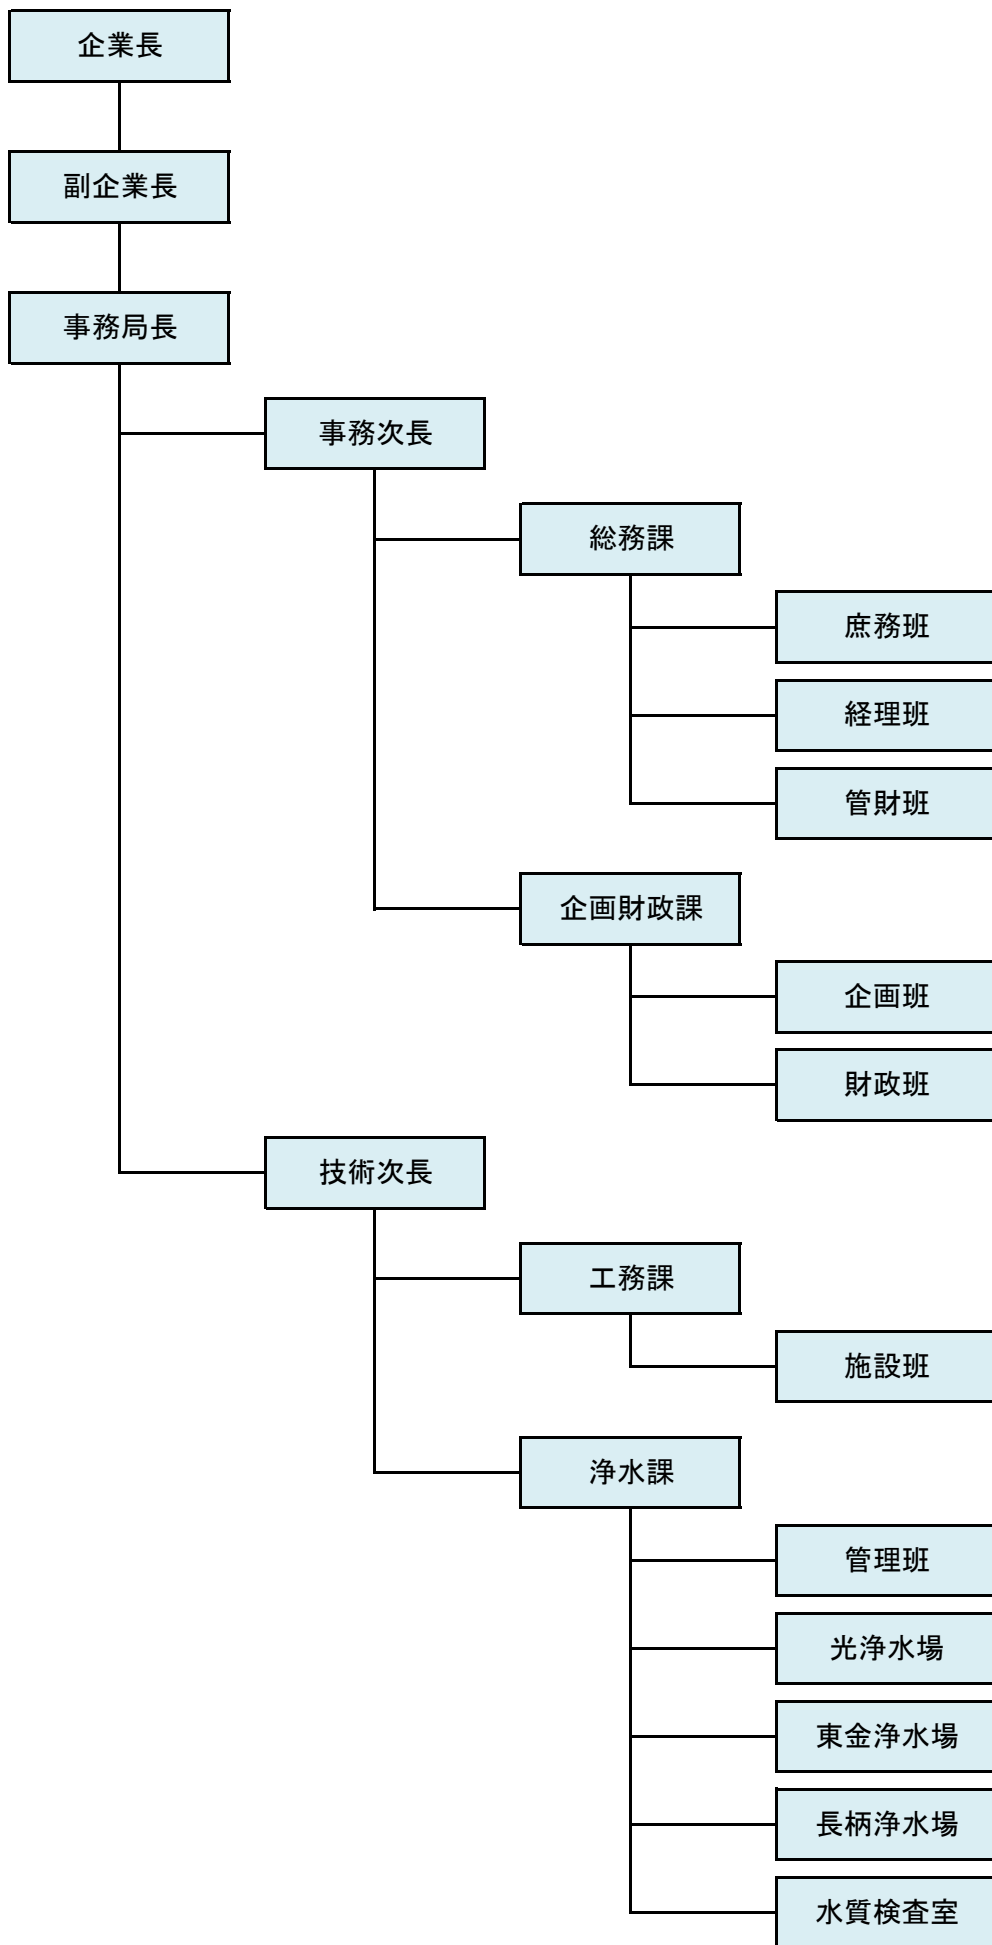 企業長
副企業長
事務局長
事務次長
総務課
庶務班
経理班
管財班
企画財政課
企画班
財政班
技術次長
工務課
施設班
浄水課
管理班
光浄水場
東金浄水場
長柄浄水場
水質検査室